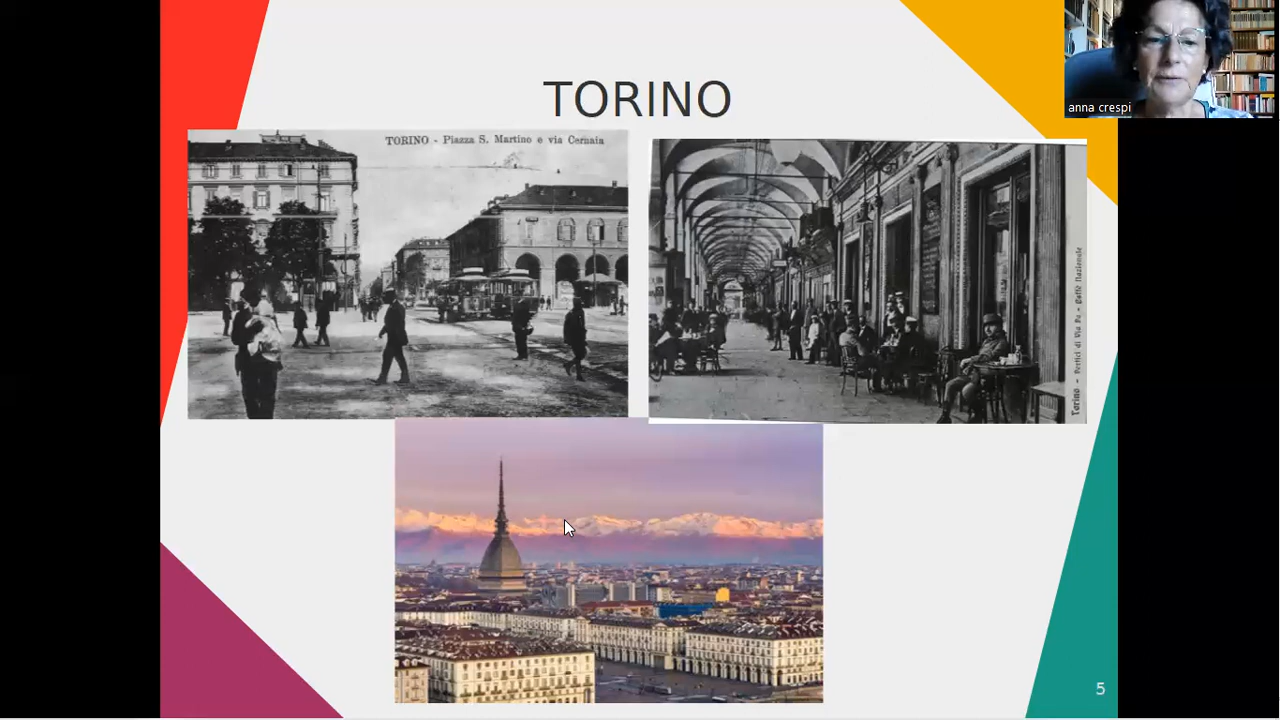 TORINO
anna crespi
TORINO - Piazza S. Martino e via Cernaia
Torino - Portici di Via Po - Caffè Nazionale
5